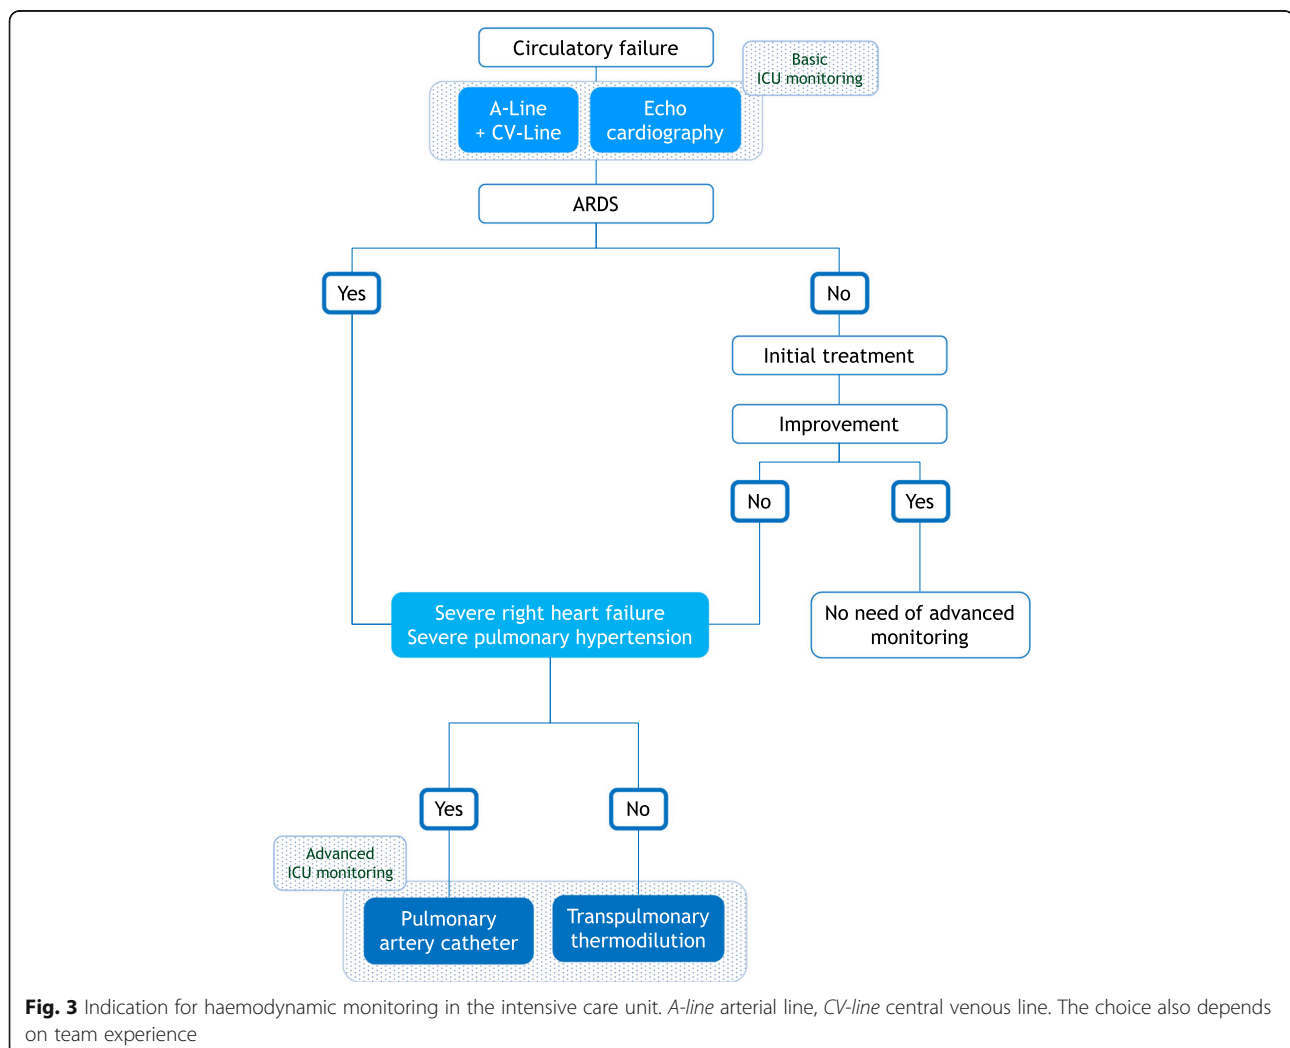 Circulatory failure
Basic
ICU monitoring
A-Line
+ CV-Line
Echo
cardiography
ARDS
Yes
No
Initial treatment
Improvement
No
Yes
Severe right heart failure
Severe pulmonary hypertension
No need of advanced
monitoring
Yes
No
Advanced
ICU monitoring
Pulmonary
artery catheter
Transpulmonary
thermodilution
Fig. 3 Indication for haemodynamic monitoring in the intensive care unit. A-line arterial line, CV-line central venous line. The choice also depends
on team experience